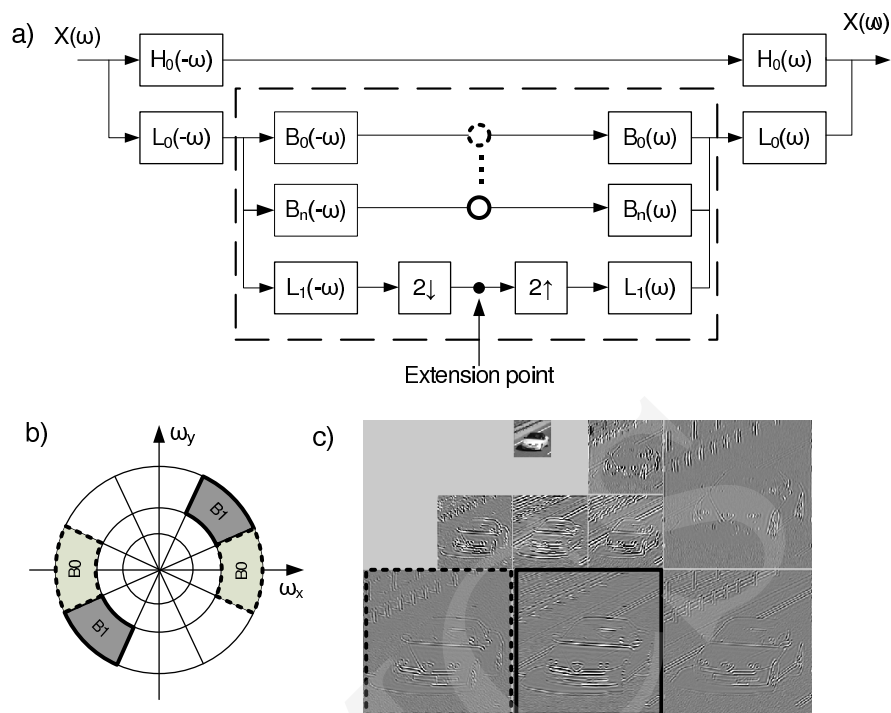 a)
X(ω)
X(ω)
H₀(-ω)
H₀(ω)
L₀(-ω)
B₀(-ω)
B₀(ω)
L₀(ω)
Bₙ(-ω)
Bₙ(ω)
L₁(-ω)
2↓
2↑
L₁(ω)
Extension point
b)
ωy
c)
B1
B0
B0
ωx
B1